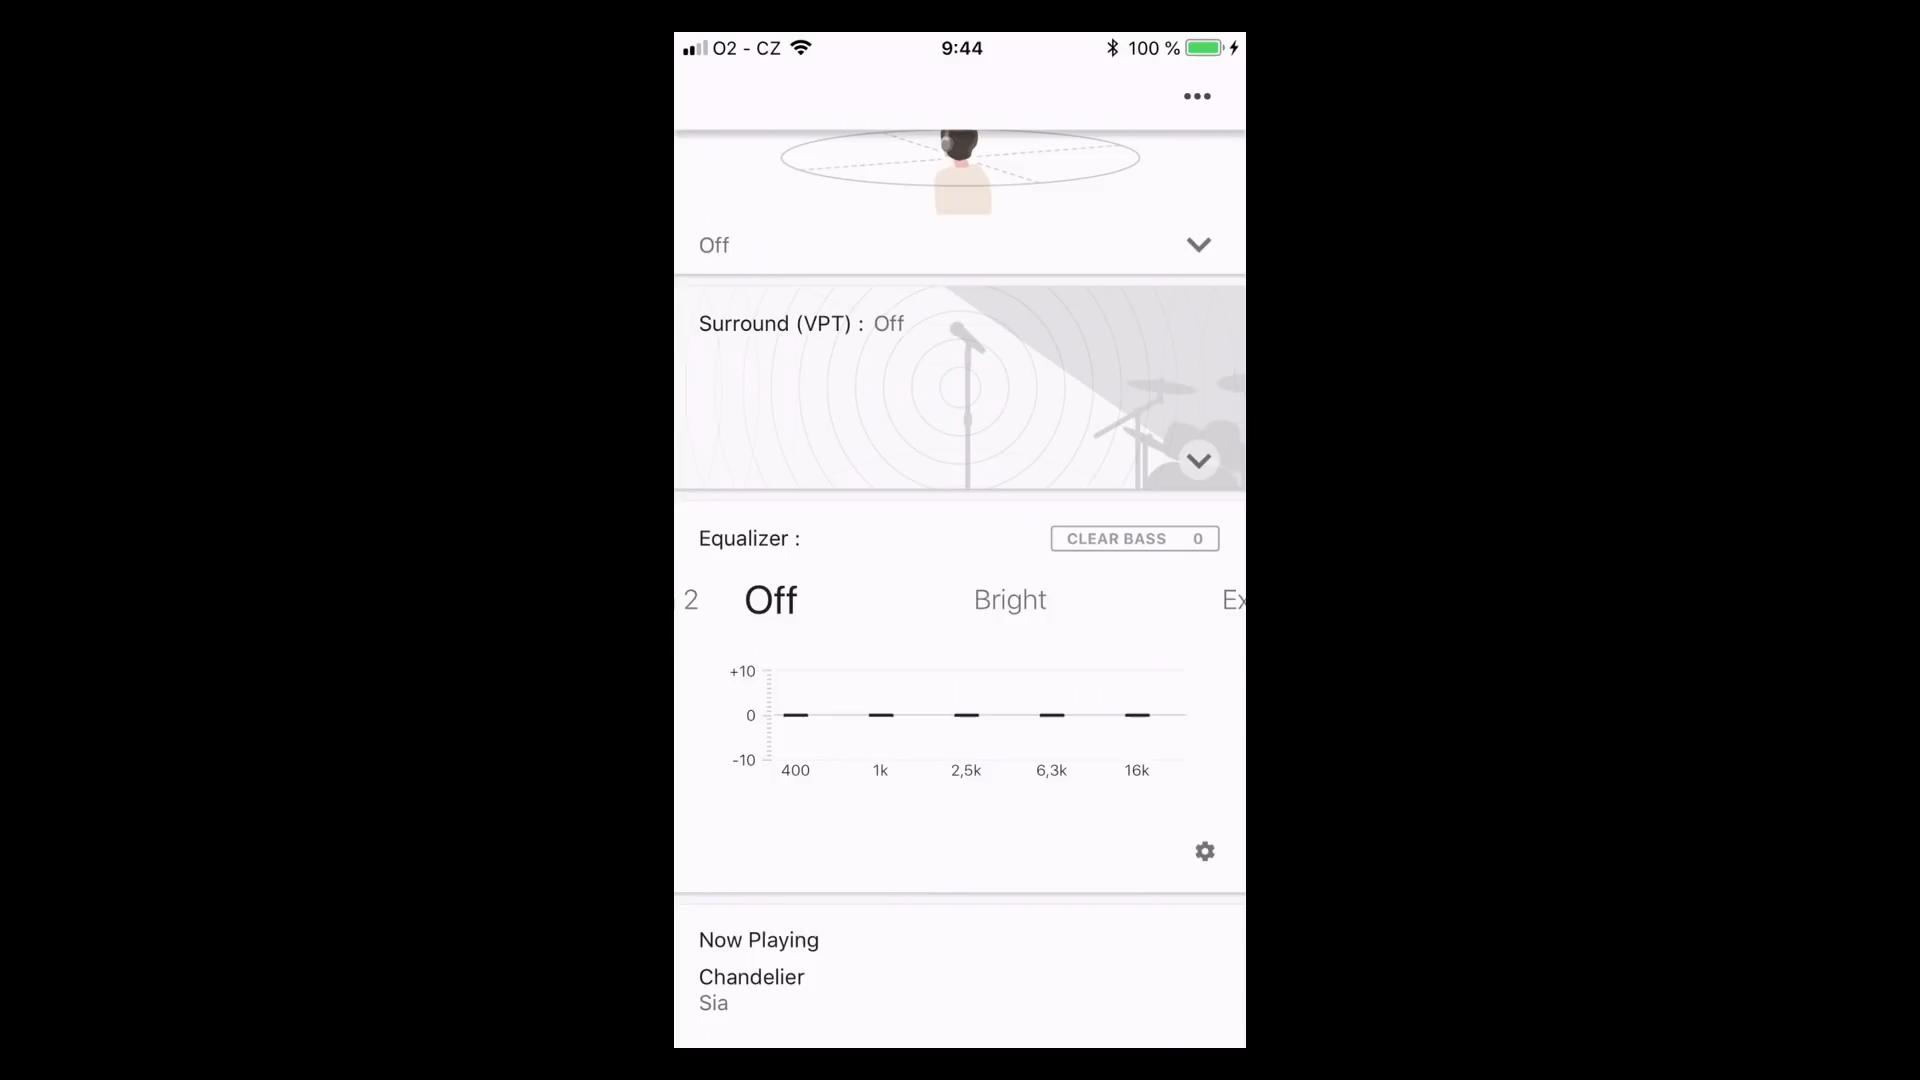 O2 - CZ 9:44 100 %
Off
Surround (VPT) : Off
Equalizer : CLEAR BASS 0
2 Off Bright Ex
+10
0
-10
400 1k 2,5k 6,3k 16k
Now Playing
Chandelier
Sia